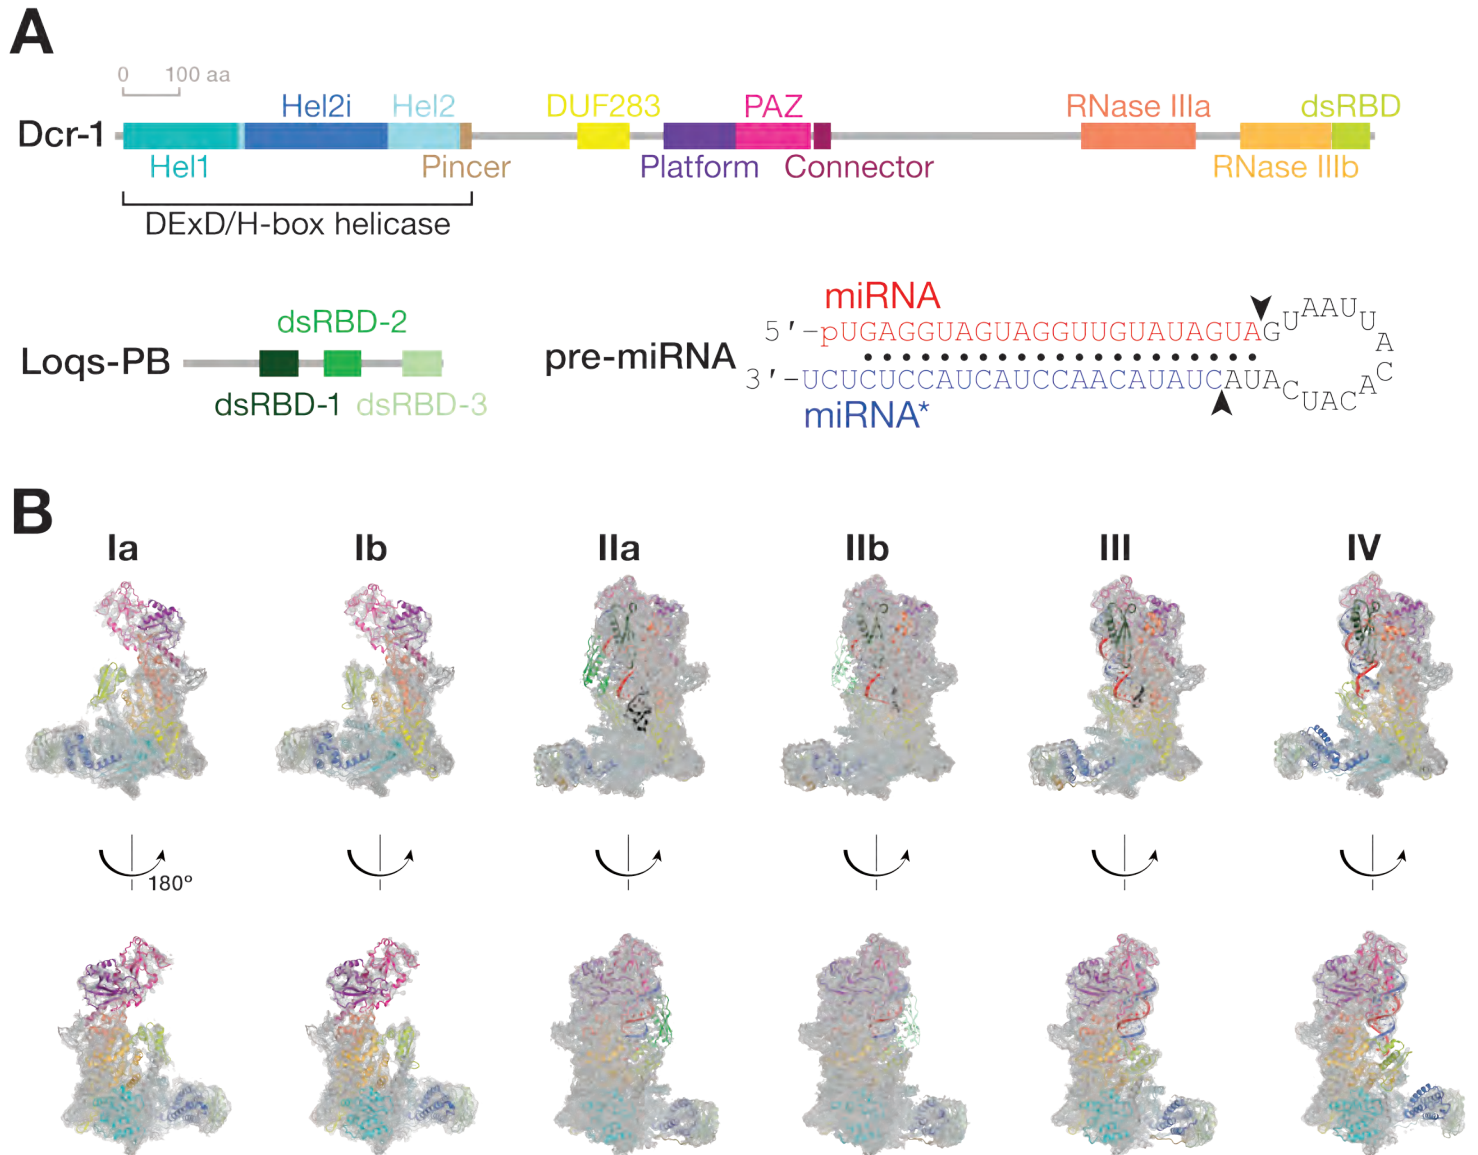 A
0 100 aa
Hel2i Hel2 DUF283 PAZ RNase IIIa dsRBD
Dcr-1
Hel1 Pincer Platform Connector RNase IIIb
DExD/H-box helicase
dsRBD-2
Loqs-PB
dsRBD-1 dsRBD-3
miRNA
5′-pUGAGGUAGUAGGUUGUAUAGUAGUAAUUA
pre-miRNA
3′-UCUCUCCAUCAUCCAACAUAUCAUACUACAC
miRNA*
B
Ia Ib IIa IIb III IV
180°